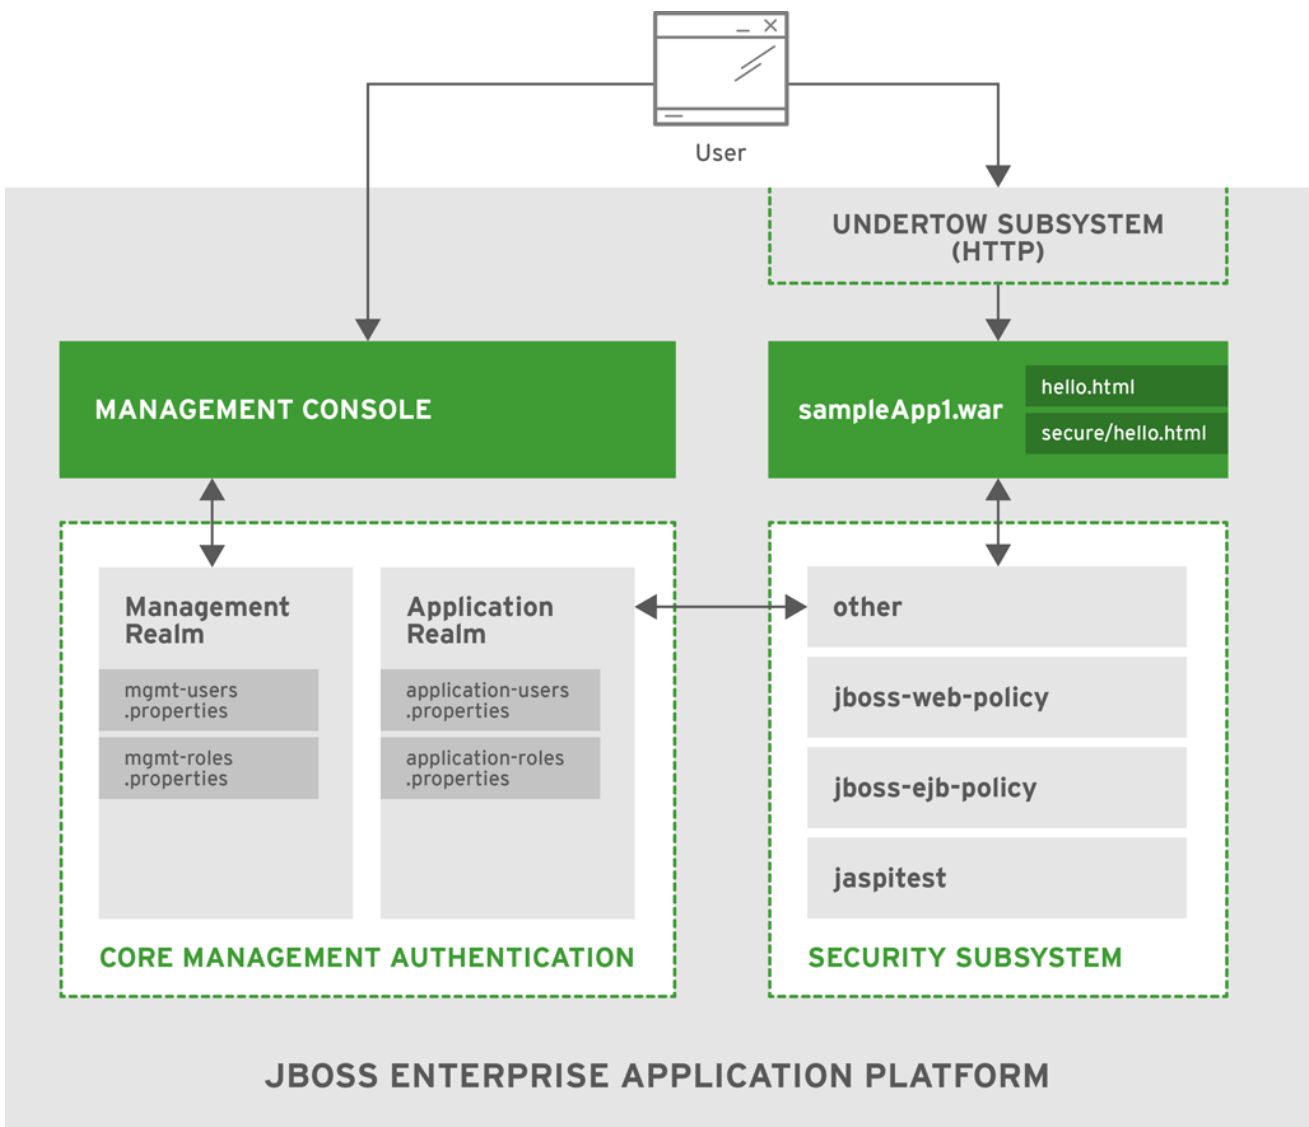 User
UNDERTOW SUBSYSTEM
(HTTP)
MANAGEMENT CONSOLE
sampleApp1.war
hello.html
secure/hello.html
Management
Realm
mgmt-users
.properties
mgmt-roles
.properties
Application
Realm
application-users
.properties
application-roles
.properties
CORE MANAGEMENT AUTHENTICATION
other
jboss-web-policy
jboss-ejb-policy
jaspitest
SECURITY SUBSYSTEM
JBOSS ENTERPRISE APPLICATION PLATFORM